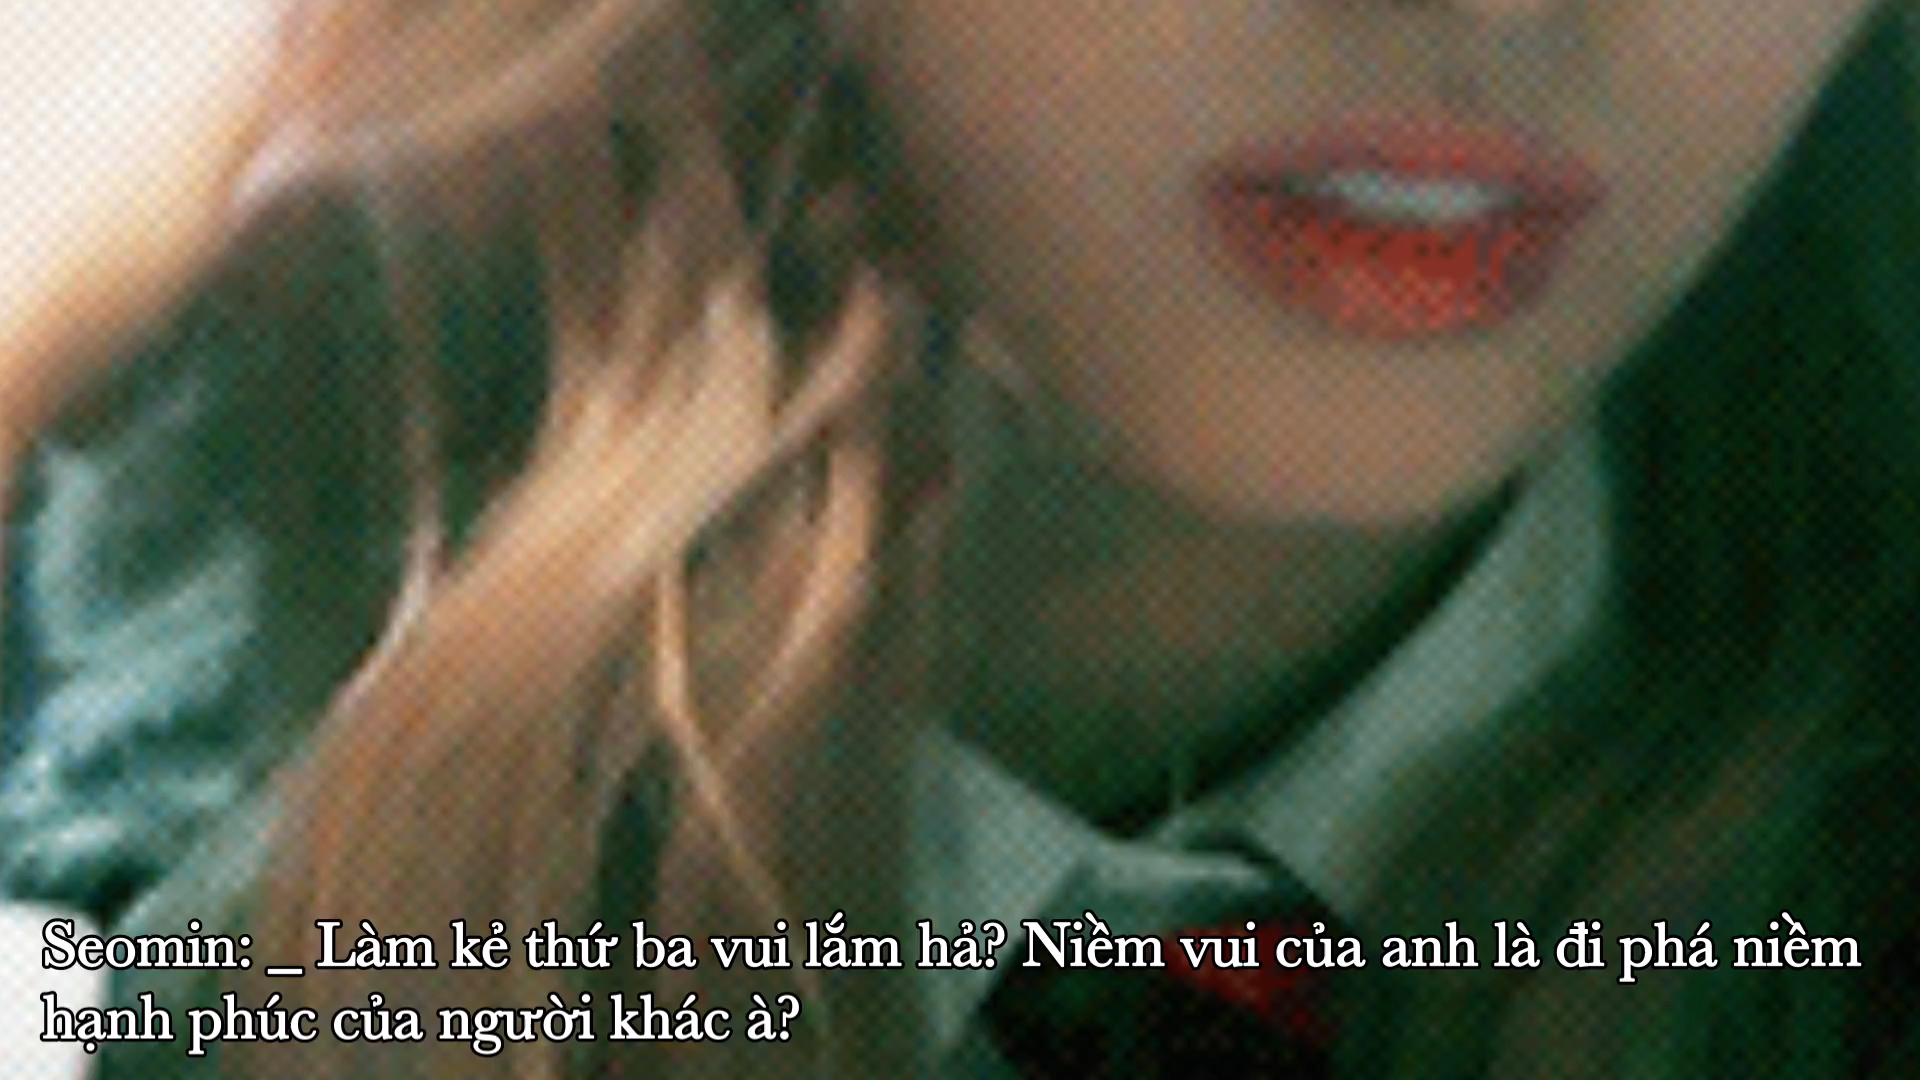 Seomin: _ Làm kẻ thứ ba vui lắm hả? Niềm vui của anh là đi phá niềm
hạnh phúc của người khác à?